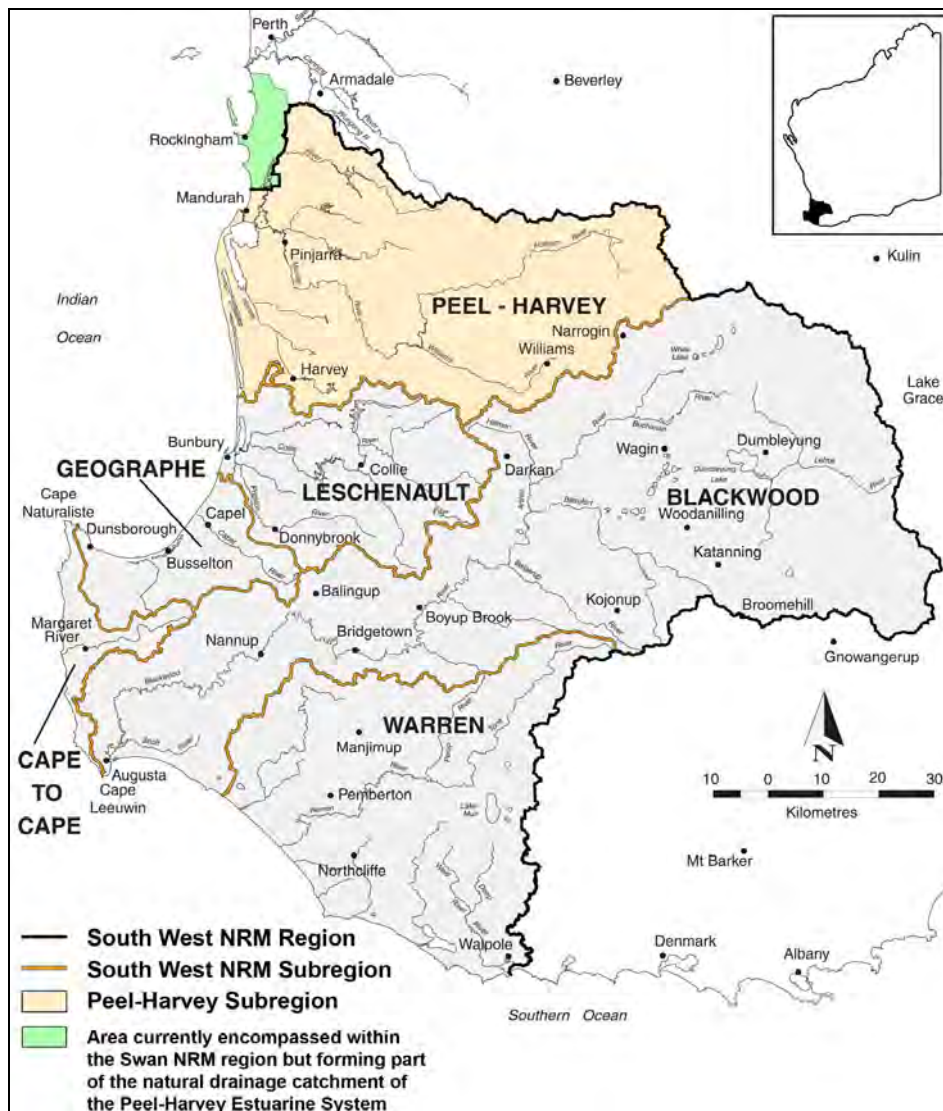 Perth
Armadale
Beverley
Rockingham
Mandurah
Pinjarra
Kulin
Indian
Ocean
PEEL - HARVEY
Narrogin
Williams
Harvey
Lake
Grace
Bunbury
GEOGRAPHE
Collie
River
Collie
LESCHENAULT
Darkan
Wagin
Dumbleyung
BLACKWOOD
Woodanilling
Katanning
Cape
Naturaliste
Dunsborough
Capel
Capel
River
Donnybrook
Busselton
Balingup
Boyup Brook
Kojonup
Broomehill
Gnowangerup
Margaret
River
Nannup
Bridgetown
Blackwood
WARREN
Manjimup
Pemberton
Northcliffe
Walpole
CAPE
TO
CAPE
Augusta
Cape
Leeuwin
N
10 0 10 20 30
Kilometres
Mt Barker
Denmark
Albany
Southern Ocean
South West NRM Region
South West NRM Subregion
Peel-Harvey Subregion
Area currently encompassed within
the Swan NRM region but forming part
of the natural drainage catchment of
the Peel-Harvey Estuarine System